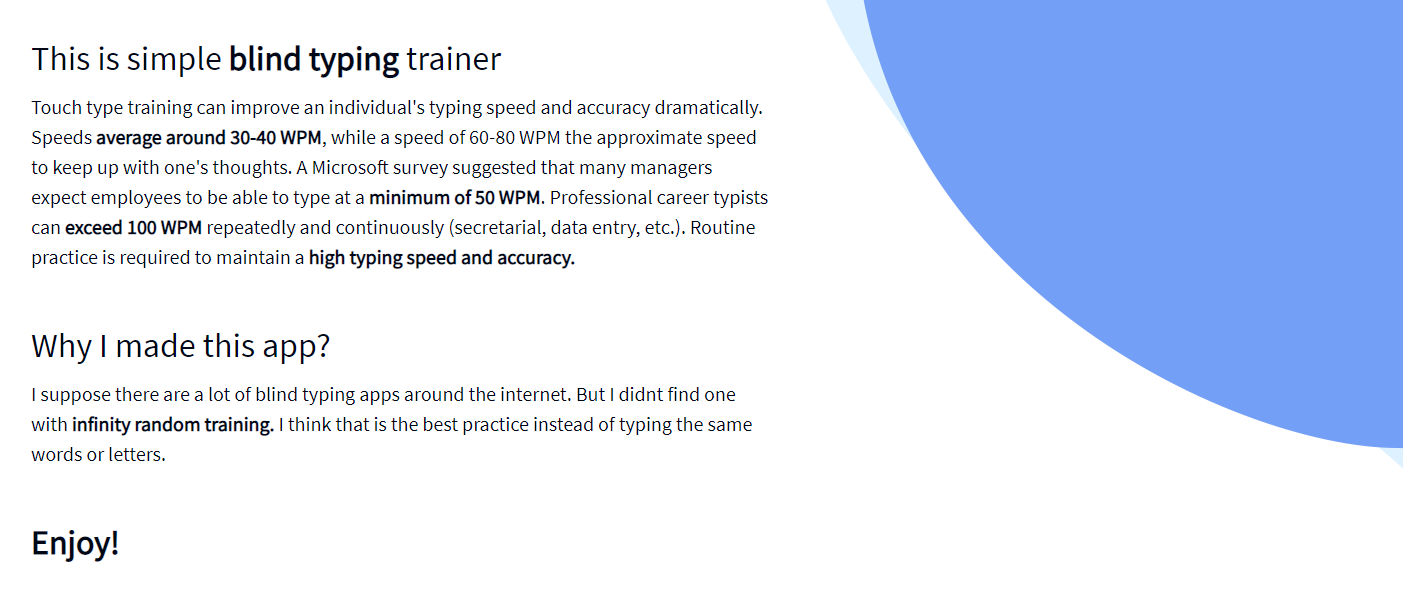 This is simple blind typing trainer
Touch type training can improve an individual's typing speed and accuracy dramatically.
Speeds average around 30-40 WPM, while a speed of 60-80 WPM the approximate speed
to keep up with one's thoughts. A Microsoft survey suggested that many managers
expect employees to be able to type at a minimum of 50 WPM. Professional career typists
can exceed 100 WPM repeatedly and continuously (secretarial, data entry, etc.). Routine
practice is required to maintain a high typing speed and accuracy.
Why I made this app?
I suppose there are a lot of blind typing apps around the internet. But I didnt find one
with infinity random training. I think that is the best practice instead of typing the same
words or letters.
Enjoy!